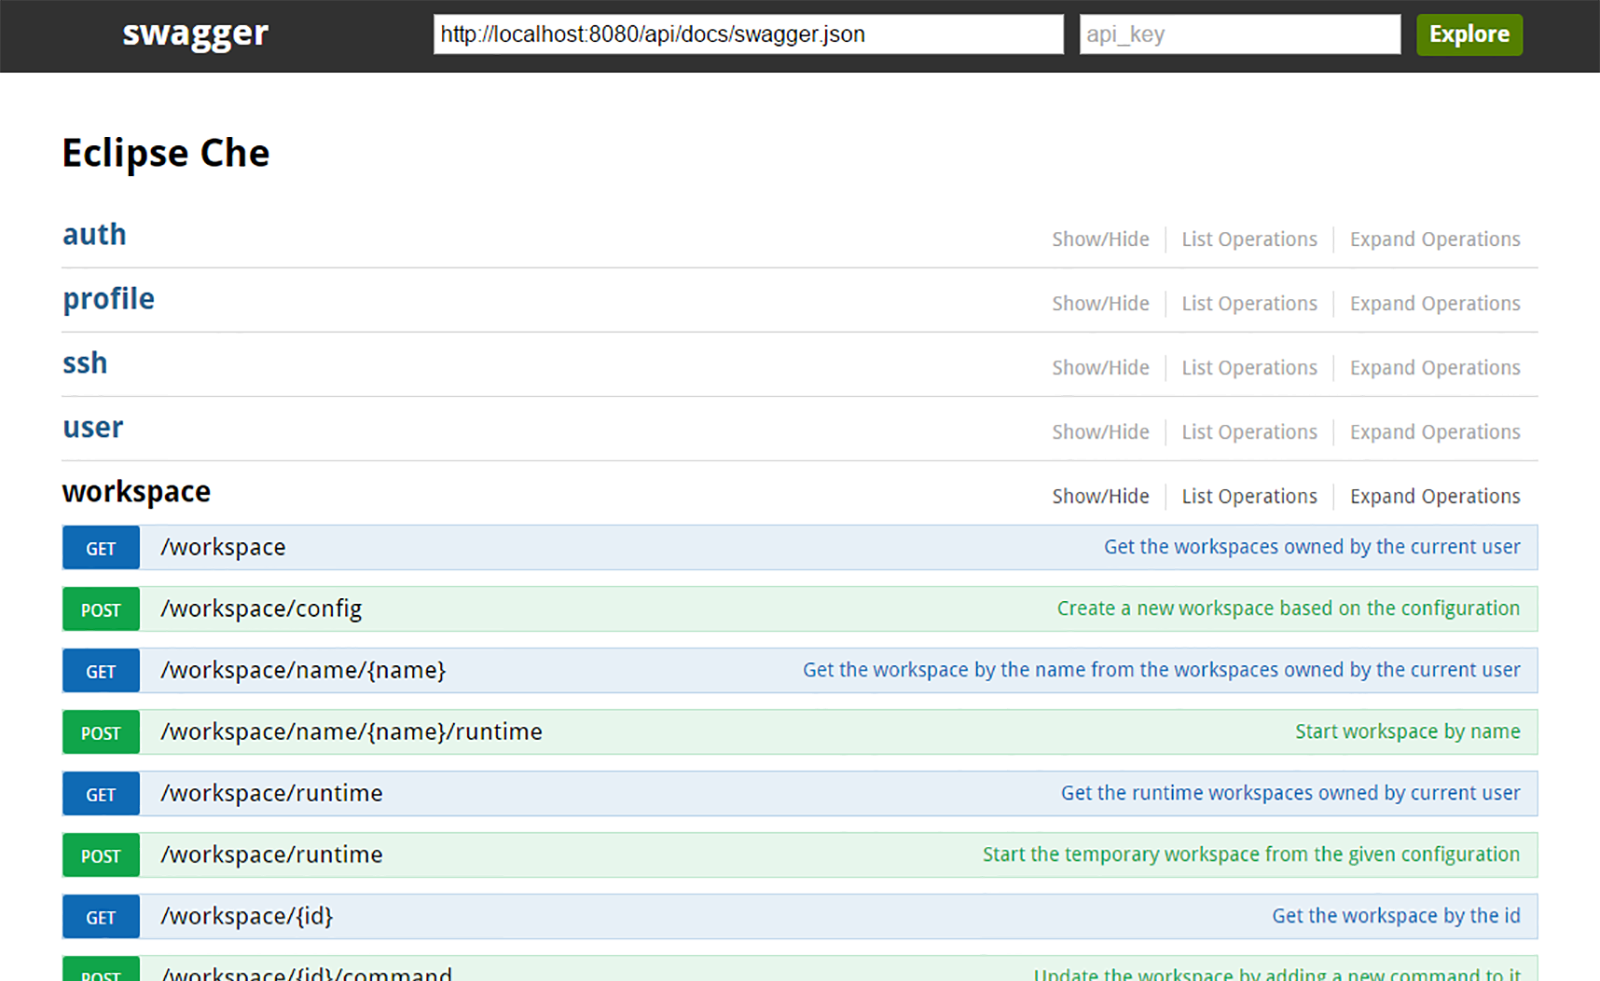 swagger http://localhost:8080/api/docs/swagger.json api_key Explore
Eclipse Che
auth Show/Hide List Operations Expand Operations
profile Show/Hide List Operations Expand Operations
ssh Show/Hide List Operations Expand Operations
user Show/Hide List Operations Expand Operations
workspace Show/Hide List Operations Expand Operations
GET /workspace Get the workspaces owned by the current user
POST /workspace/config Create a new workspace based on the configuration
GET /workspace/name/{name} Get the workspace by the name from the workspaces owned by the current user
POST /workspace/name/{name}/runtime Start workspace by name
GET /workspace/runtime Get the runtime workspaces owned by current user
POST /workspace/runtime Start the temporary workspace from the given configuration
GET /workspace/{id} Get the workspace by the id
POST /workspace/{id}/command Update the workspace by adding a new command to it